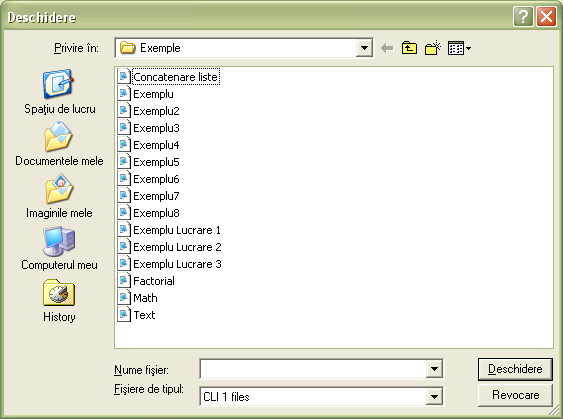 Deschidere
Privire în: Exemple
Spaţiu de lucru
Documentele mele
Imaginile mele
Computerul meu
History
Concatenare liste
Exemplu
Exemplu2
Exemplu3
Exemplu4
Exemplu5
Exemplu6
Exemplu7
Exemplu8
Exemplu Lucrare 1
Exemplu Lucrare 2
Exemplu Lucrare 3
Factorial
Math
Text
Nume fişier:
Deschidere
Fişiere de tipul: CLI 1 files
Revocare